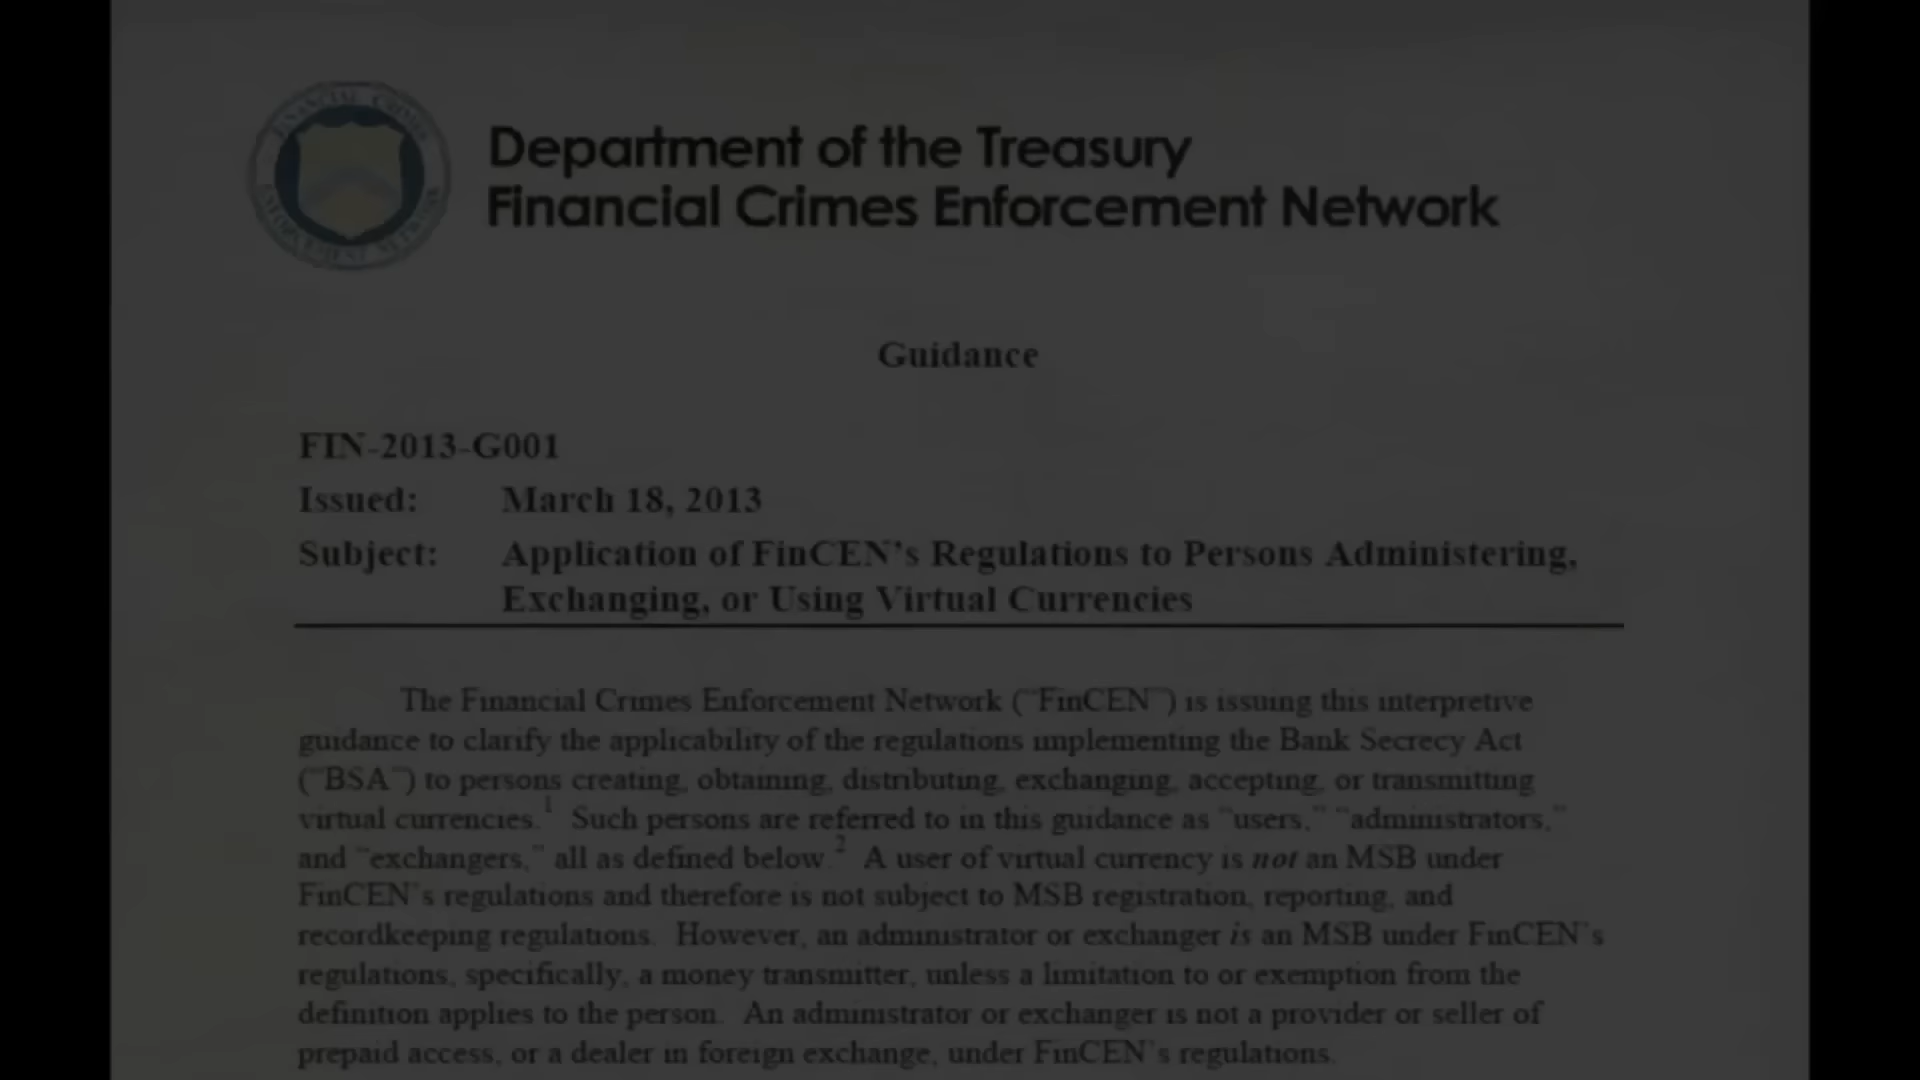 FINANCIAL CRIMES
ENFORCEMENT NETWORK
Department of the Treasury
Financial Crimes Enforcement Network
Guidance
FIN-2013-G001
Issued: March 18, 2013
Subject: Application of FinCEN’s Regulations to Persons Administering,
Exchanging, or Using Virtual Currencies
The Financial Crimes Enforcement Network (“FinCEN”) is issuing this interpretive
guidance to clarify the applicability of the regulations implementing the Bank Secrecy Act
(“BSA”) to persons creating, obtaining, distributing, exchanging, accepting, or transmitting
virtual currencies.1 Such persons are referred to in this guidance as “users,” “administrators,”
and “exchangers,” all as defined below.2 A user of virtual currency is not an MSB under
FinCEN’s regulations and therefore is not subject to MSB registration, reporting, and
recordkeeping regulations. However, an administrator or exchanger is an MSB under FinCEN’s
regulations, specifically, a money transmitter, unless a limitation to or exemption from the
definition applies to the person. An administrator or exchanger is not a provider or seller of
prepaid access, or a dealer in foreign exchange, under FinCEN’s regulations.